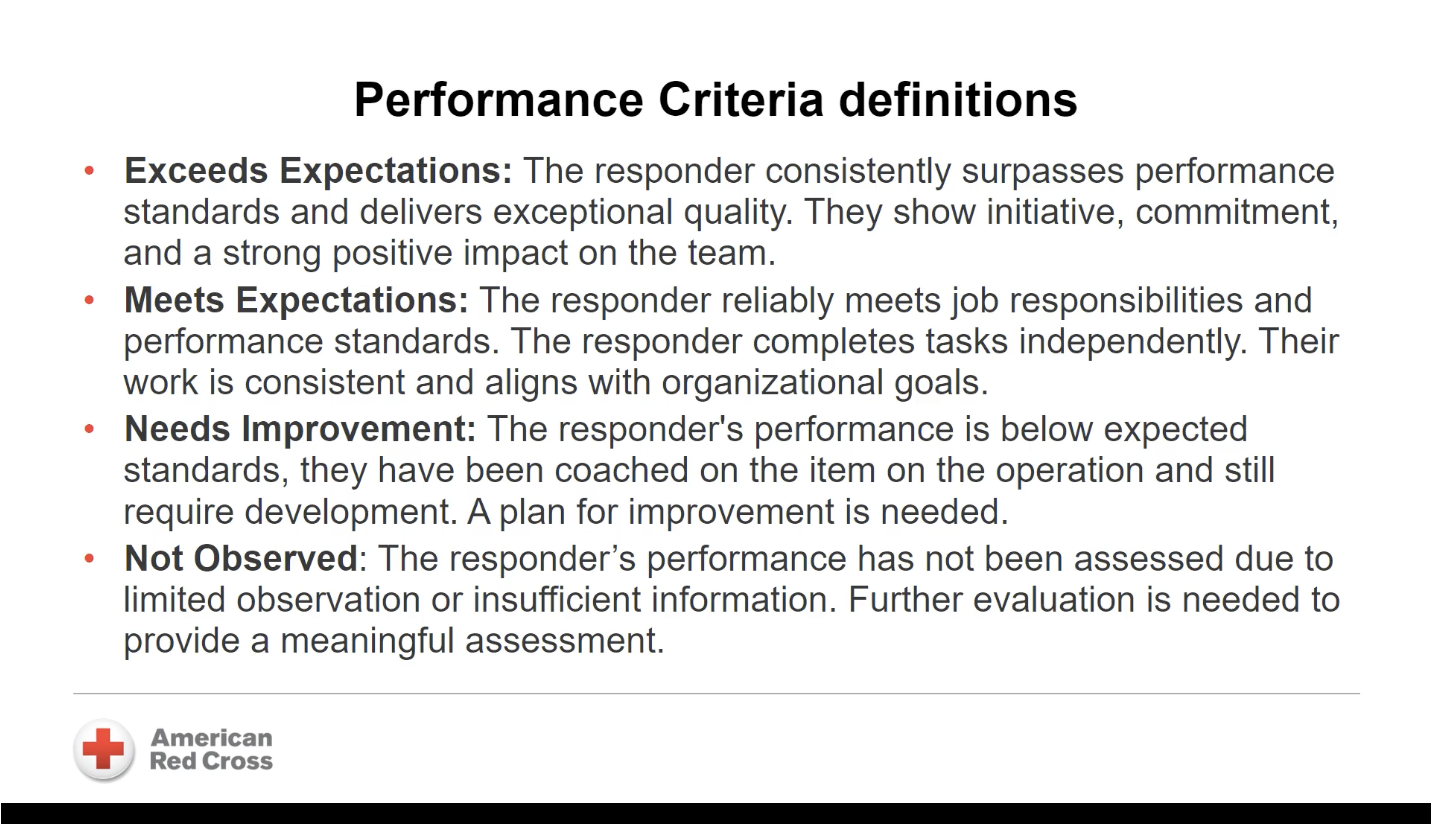 Performance Criteria definitions
• Exceeds Expectations: The responder consistently surpasses performance
standards and delivers exceptional quality. They show initiative, commitment,
and a strong positive impact on the team.
• Meets Expectations: The responder reliably meets job responsibilities and
performance standards. The responder completes tasks independently. Their
work is consistent and aligns with organizational goals.
• Needs Improvement: The responder's performance is below expected
standards, they have been coached on the item on the operation and still
require development. A plan for improvement is needed.
• Not Observed: The responder’s performance has not been assessed due to
limited observation or insufficient information. Further evaluation is needed to
provide a meaningful assessment.
American
Red Cross